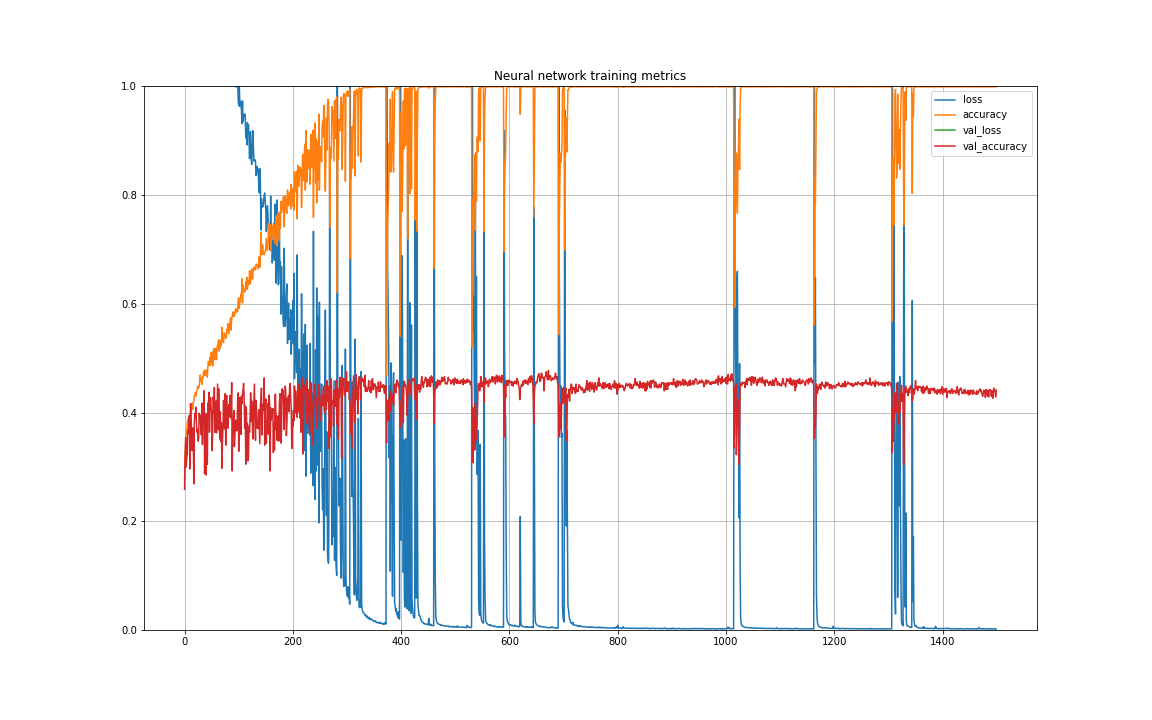 Neural network training metrics
1.0
0.8
0.6
0.4
0.2
0.0
loss
accuracy
val_loss
val_accuracy
0 200 400 600 800 1000 1200 1400